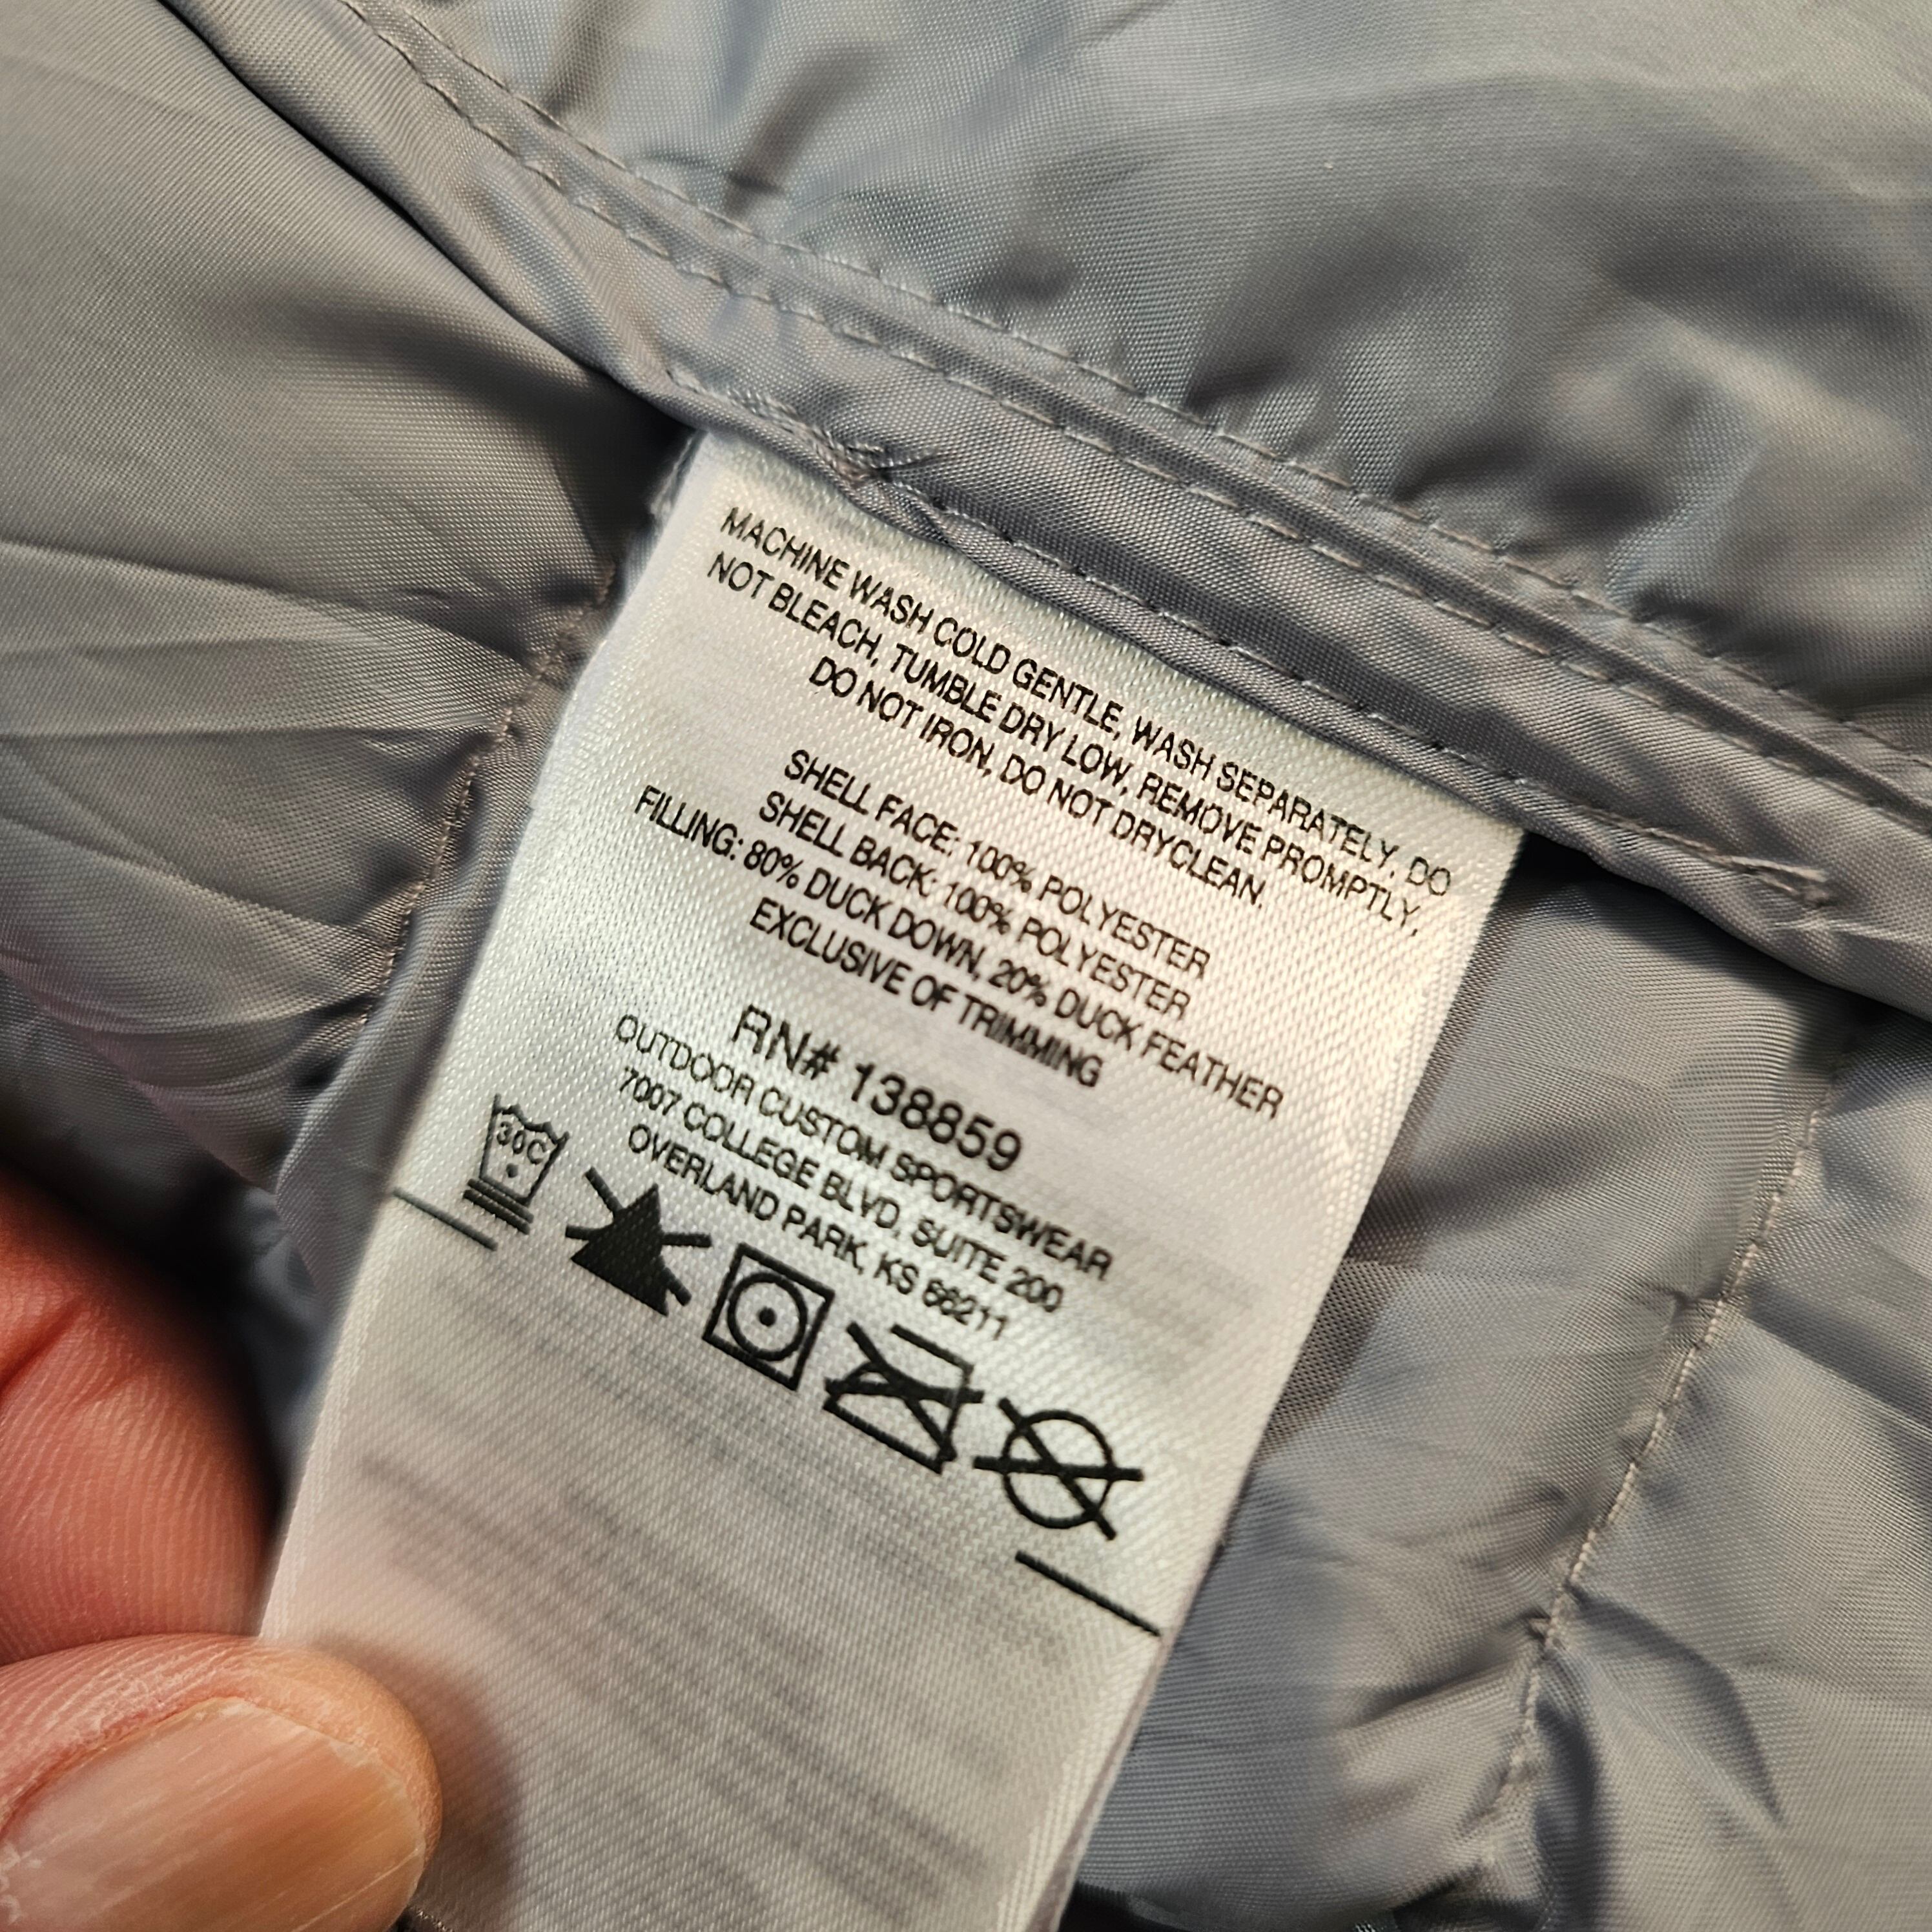 MACHINE WASH COLD GENTLE, WASH SEPARATELY, DO
NOT BLEACH, TUMBLE DRY LOW, REMOVE PROMPTLY,
DO NOT IRON, DO NOT DRYCLEAN.
SHELL FACE: 100% POLYESTER
SHELL BACK: 100% POLYESTER
FILLING: 80% DUCK DOWN, 20% DUCK FEATHER
EXCLUSIVE OF TRIMMING
RN# 138859
OUTDOOR CUSTOM SPORTSWEAR
7007 COLLEGE BLVD, SUITE 200
OVERLAND PARK, KS 66211
30C